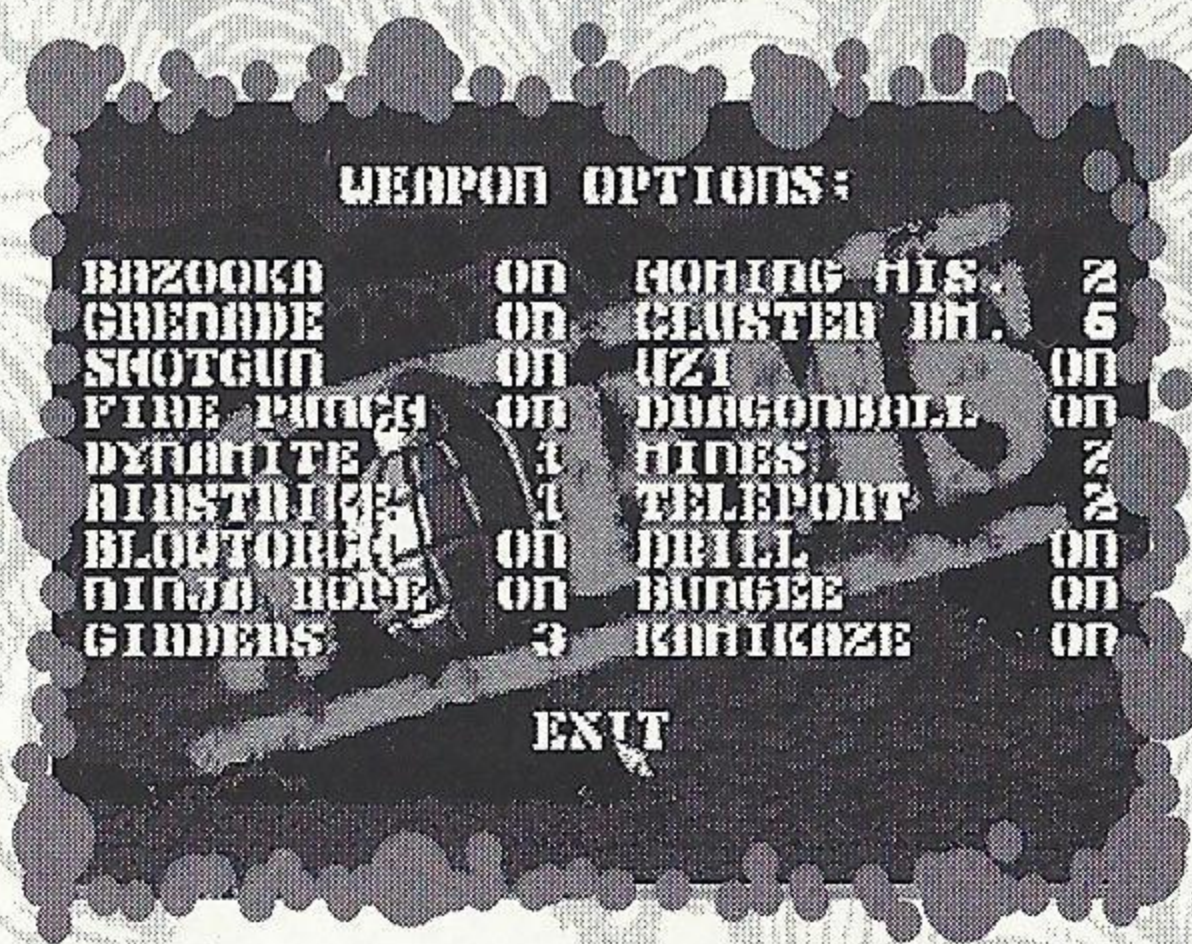 WEAPON OPTIONS:
BAZOOKA ON HOMING MIS. 2
GRENADE ON CLUSTER BM. 6
SHOTGUN ON UZI ON
FIRE PUNCH ON DRAGONBALL ON
DYNAMITE 1 MINES 2
AIRSTRIKE 1 TELEPORT 2
BLOWTORCH ON DRILL ON
NINJA ROPE ON BUNGEE ON
GIRDERS 3 KAMIKAZE ON
EXIT